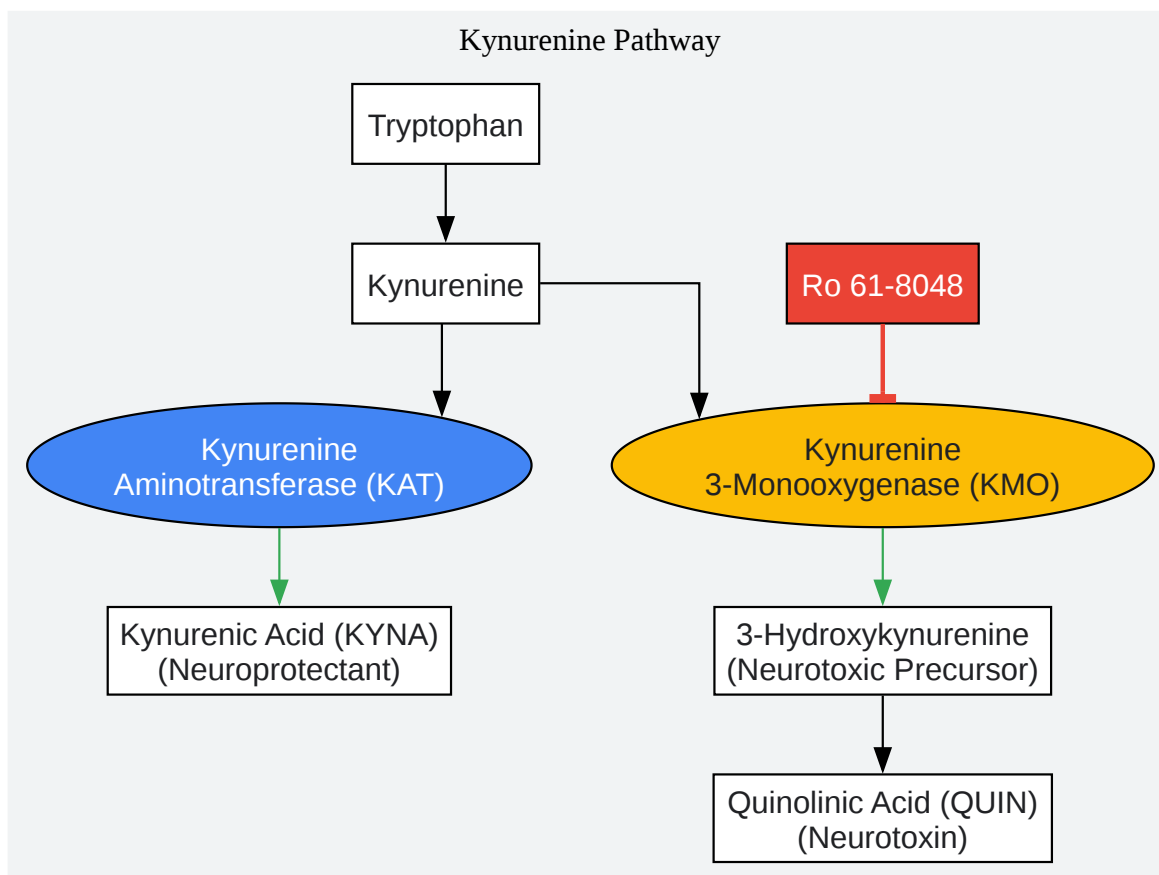 Kynurenine Pathway
Tryptophan
Kynurenine
Ro 61-8048
Kynurenine
Aminotransferase (KAT)
Kynurenine
3-Monooxygenase (KMO)
Kynurenic Acid (KYNA)
(Neuroprotectant)
3-Hydroxykynurenine
(Neurotoxic Precursor)
Quinolinic Acid (QUIN)
(Neurotoxin)